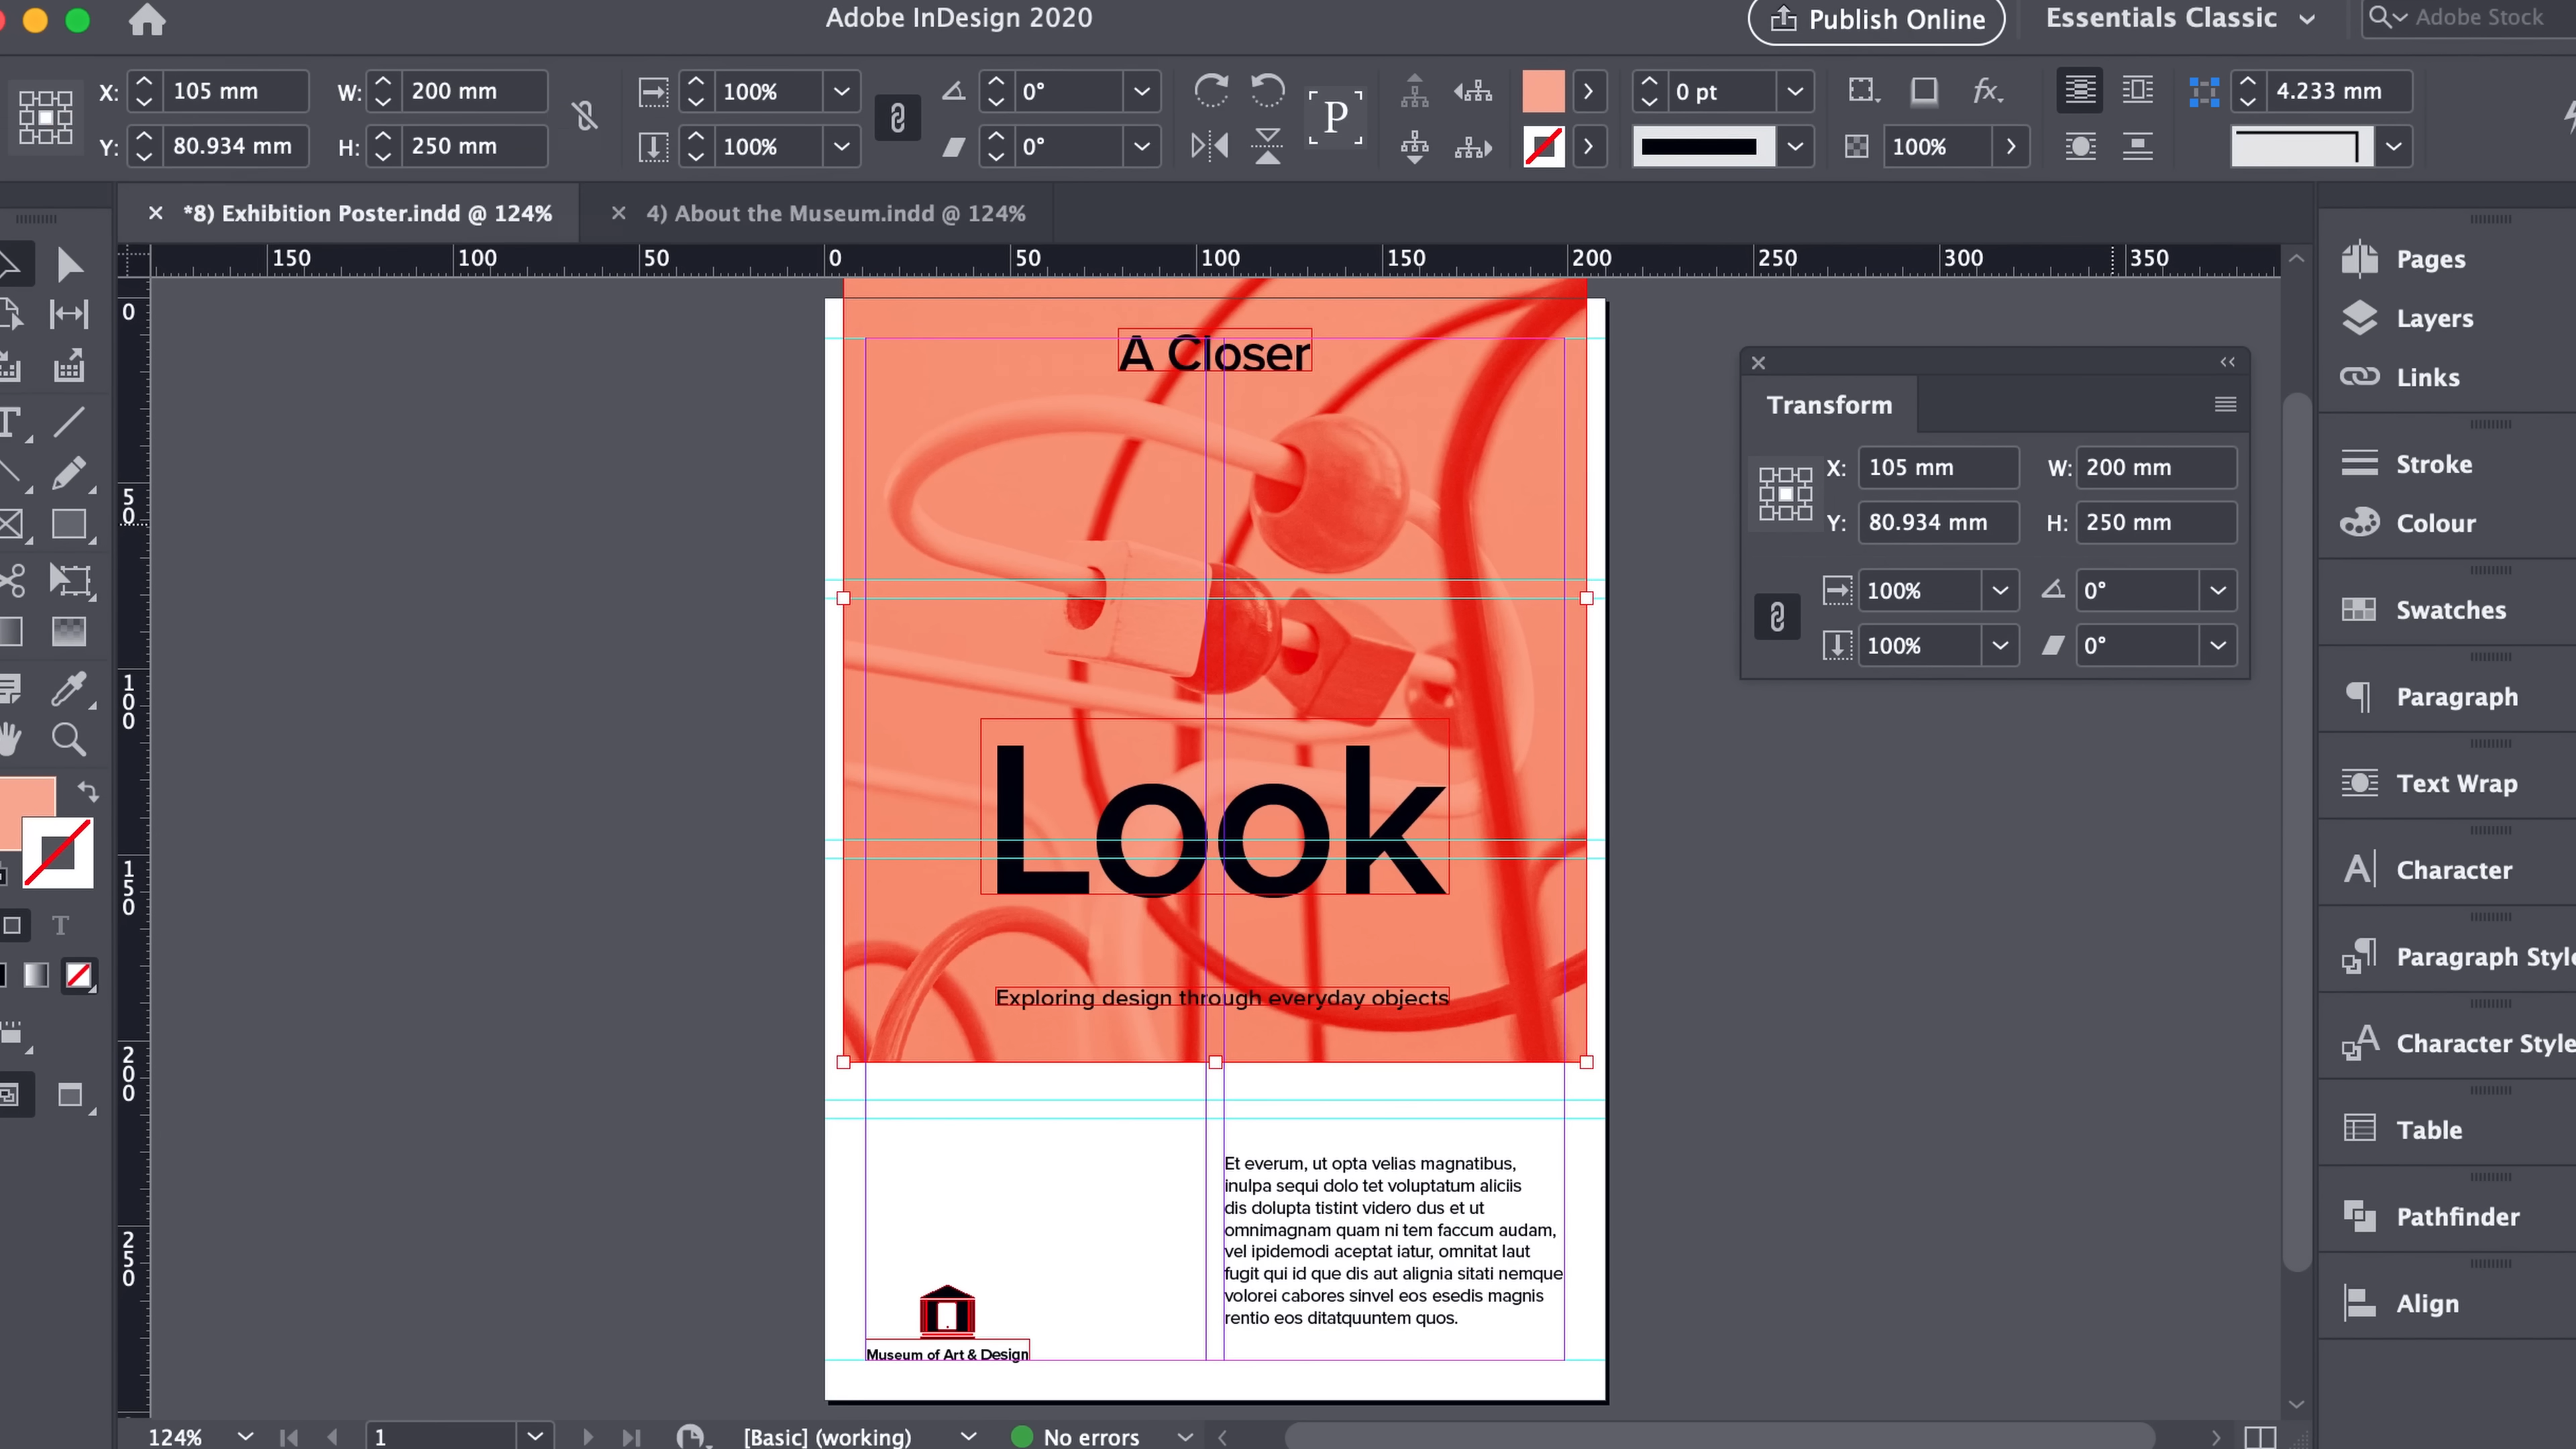 Adobe InDesign 2020
Publish Online
Essentials Classic
Adobe Stock
X: 105 mm W: 200 mm 100% 0° 0 pt 4.233 mm
Y: 80.934 mm H: 250 mm 100% 0° 100%
P
fx
*8) Exhibition Poster.indd @ 124%
4) About the Museum.indd @ 124%
150 100 50 0 50 100 150 200 250 300 350
0
50
100
150
200
250
A Closer
Look
Exploring design through everyday objects
Et everum, ut opta velias magnatibus,
inulpa sequi dolo tet voluptatum aliciis
dis dolupta tistint videro dus et ut
omnimagnam quam ni tem faccum audam,
vel ipidemodi aceptat iatur, omnitat laut
fugit qui id que dis aut alignia sitati nemque
volorei cabores sinvel eos esedis magnis
rentio eos ditatquuntem quos.
Museum of Art & Design
Transform
X: 105 mm W: 200 mm
Y: 80.934 mm H: 250 mm
100% 0°
100% 0°
Pages
Layers
Links
Stroke
Colour
Swatches
Paragraph
Text Wrap
Character
Paragraph Style
Character Style
Table
Pathfinder
Align
124%
1
[Basic] (working)
No errors